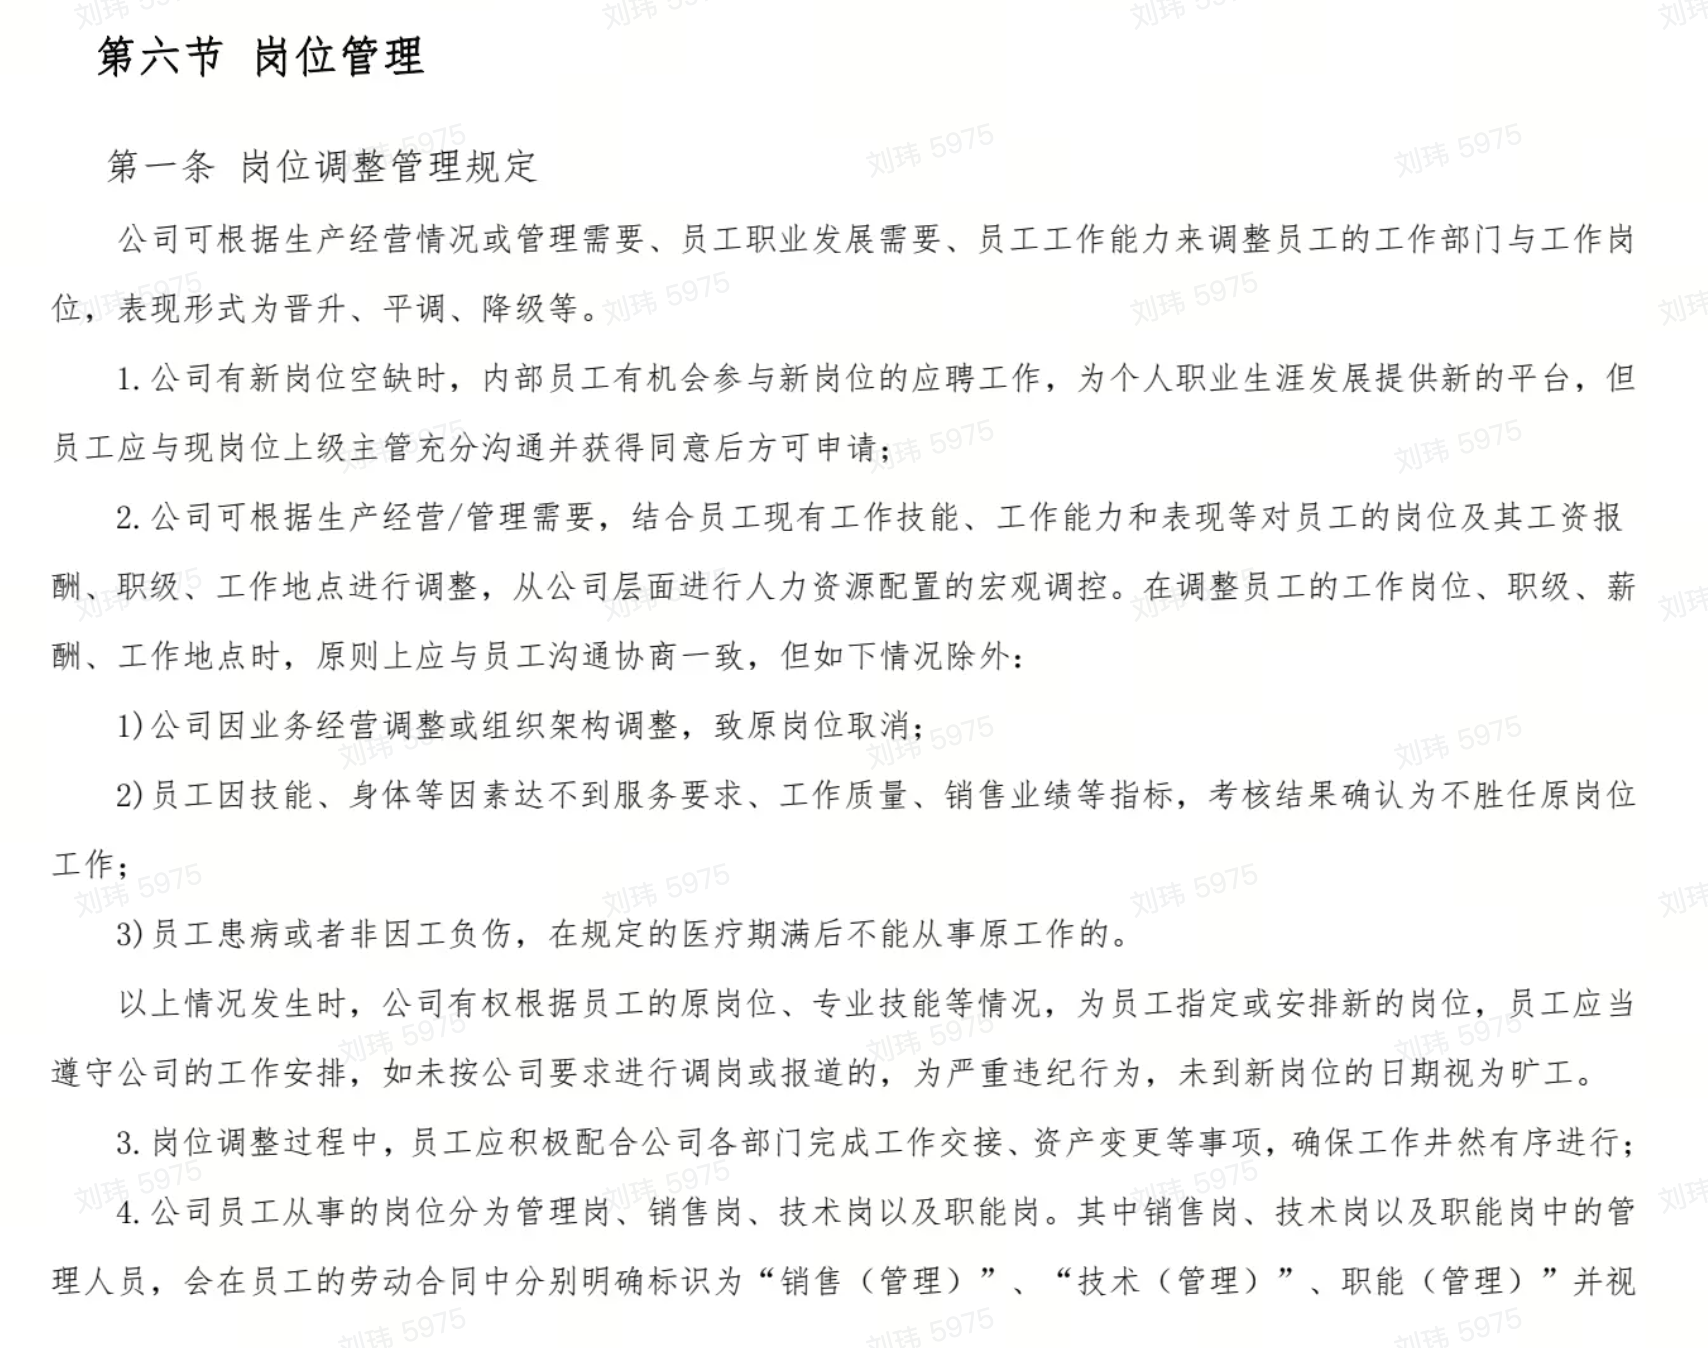 第六节 岗位管理
第一条 岗位调整管理规定
公司可根据生产经营情况或管理需要、员工职业发展需要、员工工作能力来调整员工的工作部门与工作岗
位，表现形式为晋升、平调、降级等。
1.公司有新岗位空缺时，内部员工有机会参与新岗位的应聘工作，为个人职业生涯发展提供新的平台，但
员工应与现岗位上级主管充分沟通并获得同意后方可申请；
2.公司可根据生产经营/管理需要，结合员工现有工作技能、工作能力和表现等对员工的岗位及其工资报
酬、职级、工作地点进行调整，从公司层面进行人力资源配置的宏观调控。在调整员工的工作岗位、职级、薪
酬、工作地点时，原则上应与员工沟通协商一致，但如下情况除外：
1)公司因业务经营调整或组织架构调整，致原岗位取消；
2)员工因技能、身体等因素达不到服务要求、工作质量、销售业绩等指标，考核结果确认为不胜任原岗位
工作；
3)员工患病或者非因工负伤，在规定的医疗期满后不能从事原工作的。
以上情况发生时，公司有权根据员工的原岗位、专业技能等情况，为员工指定或安排新的岗位，员工应当
遵守公司的工作安排，如未按公司要求进行调岗或报道的，为严重违纪行为，未到新岗位的日期视为旷工。
3.岗位调整过程中，员工应积极配合公司各部门完成工作交接、资产变更等事项，确保工作井然有序进行；
4.公司员工从事的岗位分为管理岗、销售岗、技术岗以及职能岗。其中销售岗、技术岗以及职能岗中的管
理人员，会在员工的劳动合同中分别明确标识为“销售（管理）”、“技术（管理）”、职能（管理）”并视
刘玮 5975